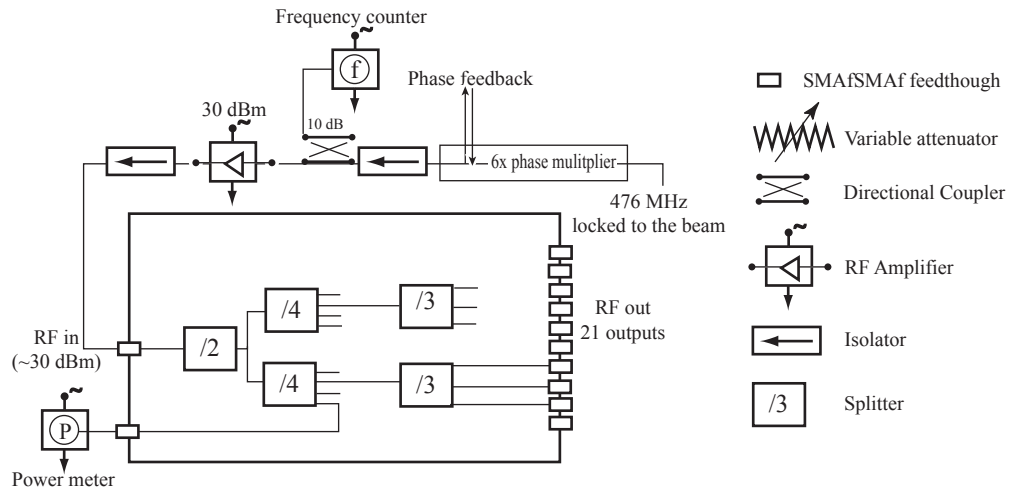 Frequency counter
f
Phase feedback
30 dBm
10 dB
6x phase mulitplier
476 MHz
locked to the beam
SMAfSMAf feedthough
Variable attenuator
Directional Coupler
RF Amplifier
Isolator
/3
Splitter
RF in
(~30 dBm)
/2
/4
/3
/4
/3
RF out
21 outputs
P
Power meter